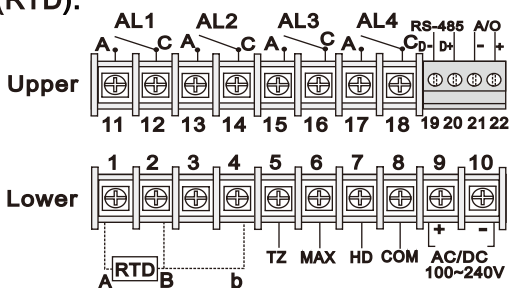 (RTD):
AL1 AL2 AL3 AL4 RS-485 A/O
A C A C A C A C D- D+ - +
Upper
11 12 13 14 15 16 17 18 19 20 21 22
1 2 3 4 5 6 7 8 9 10
Lower
+ -
TZ MAX HD COM AC/DC
A RTD B b 100~240V